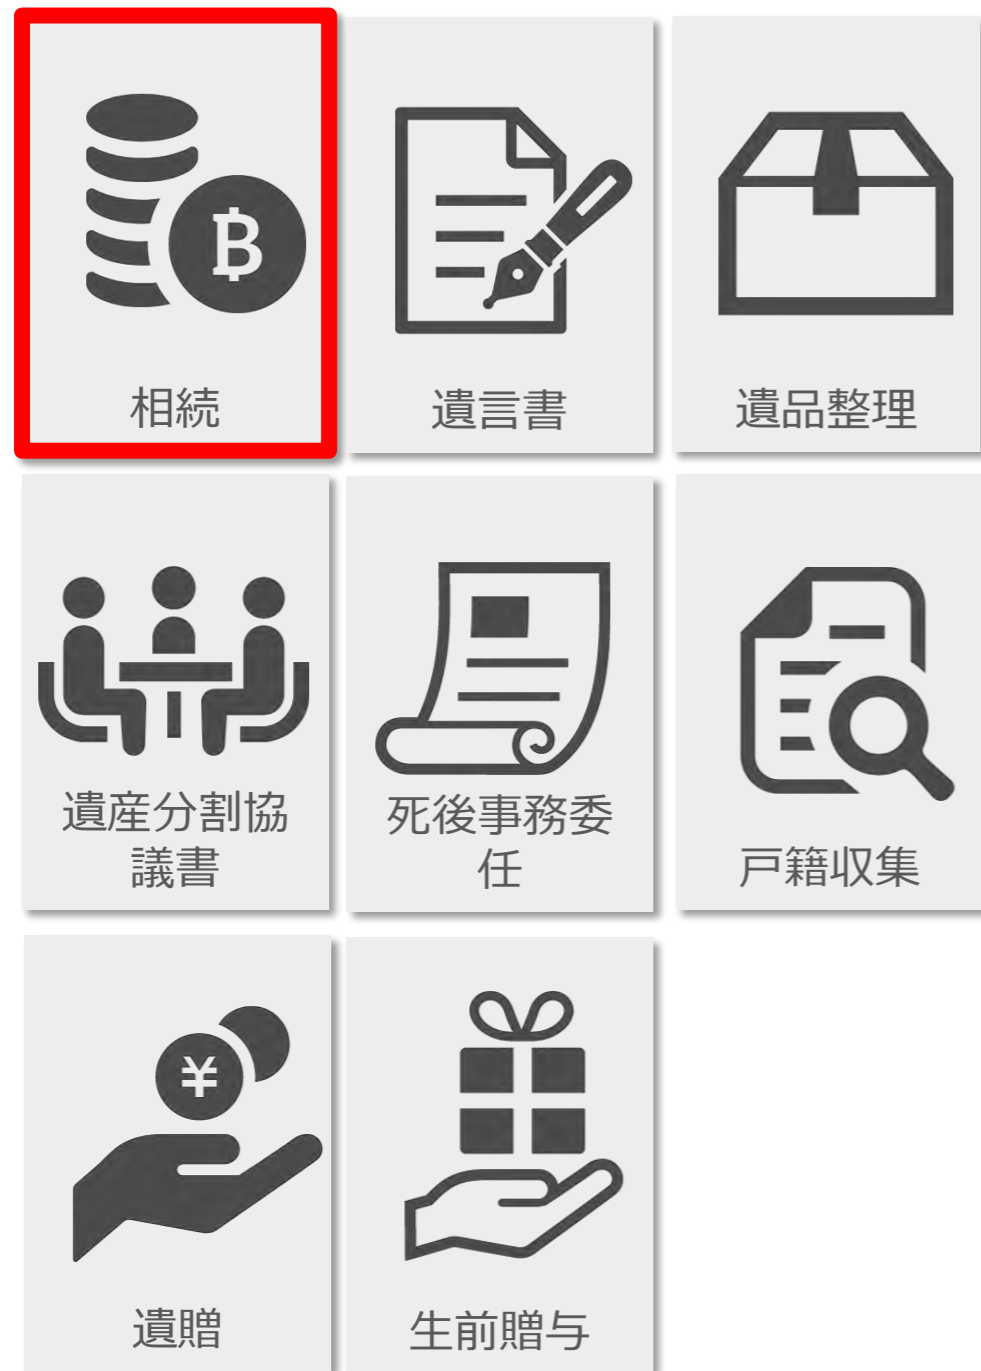 ₿
相続
遺言書
遺品整理
遺産分割協
議書
死後事務委
任
戸籍収集
¥
遺贈
生前贈与